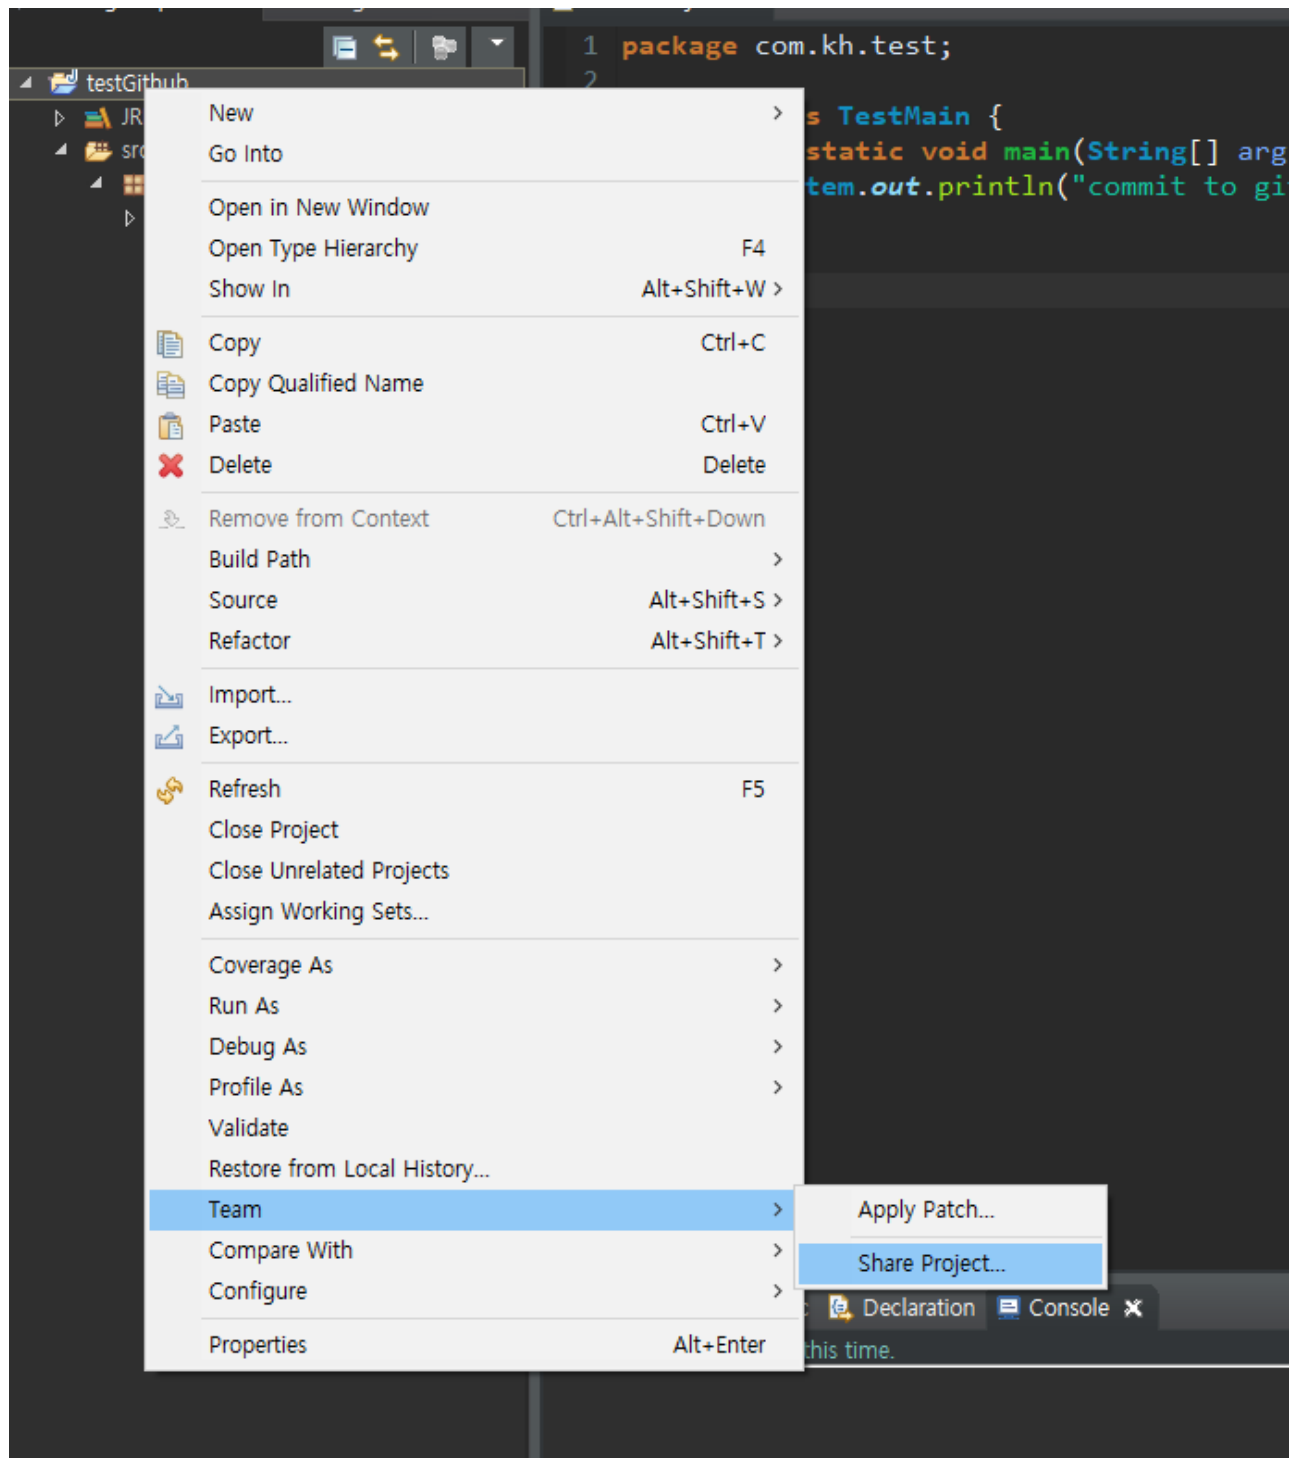 1 package com.kh.test;
testGithub
2
JR
s TestMain {
src
static void main(String[] arg
tem.out.println("commit to gi
New
Go Into
Open in New Window
Open Type Hierarchy F4
Show In Alt+Shift+W
Copy Ctrl+C
Copy Qualified Name
Paste Ctrl+V
Delete Delete
Remove from Context Ctrl+Alt+Shift+Down
Build Path
Source Alt+Shift+S
Refactor Alt+Shift+T
Import...
Export...
Refresh F5
Close Project
Close Unrelated Projects
Assign Working Sets...
Coverage As
Run As
Debug As
Profile As
Validate
Restore from Local History...
Team
Apply Patch...
Compare With
Share Project...
Configure
Declaration Console
Properties Alt+Enter
this time.